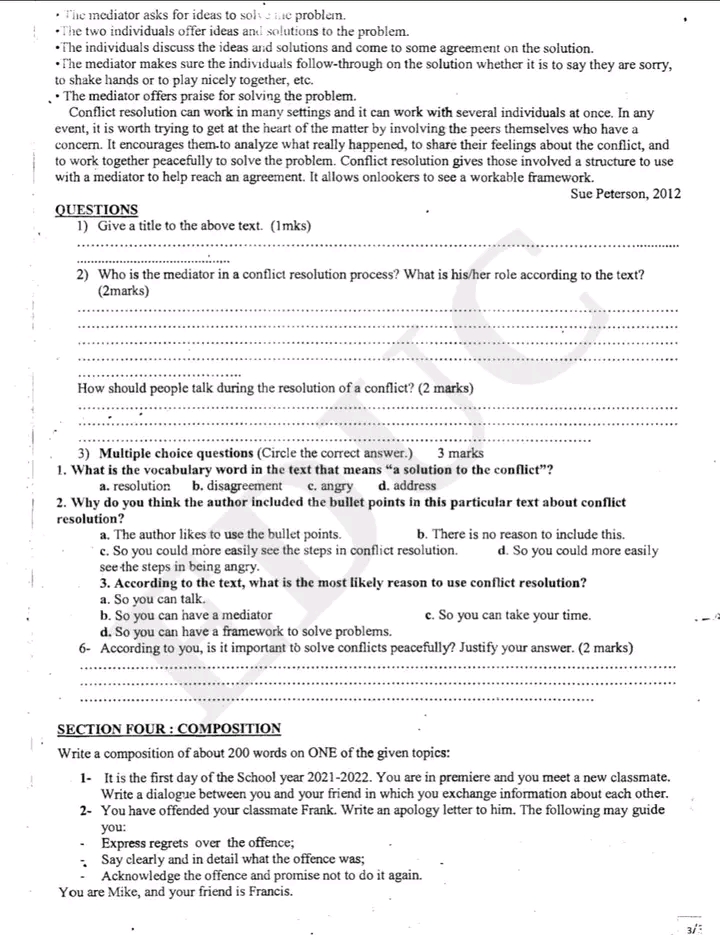 • The mediator asks for ideas to solve the problem.
•The two individuals offer ideas and solutions to the problem.
•The individuals discuss the ideas and solutions and come to some agreement on the solution.
•The mediator makes sure the individuals follow-through on the solution whether it is to say they are sorry,
to shake hands or to play nicely together, etc.
• The mediator offers praise for solving the problem.
Conflict resolution can work in many settings and it can work with several individuals at once. In any
event, it is worth trying to get at the heart of the matter by involving the peers themselves who have a
concern. It encourages them to analyze what really happened, to share their feelings about the conflict, and
to work together peacefully to solve the problem. Conflict resolution gives those involved a structure to use
with a mediator to help reach an agreement. It allows onlookers to see a workable framework.
Sue Peterson, 2012
QUESTIONS
1) Give a title to the above text. (1mks)
2) Who is the mediator in a conflict resolution process? What is his/her role according to the text?
(2marks)
How should people talk during the resolution of a conflict? (2 marks)
3) Multiple choice questions (Circle the correct answer.) 3 marks
1. What is the vocabulary word in the text that means “a solution to the conflict”?
a. resolution b. disagreement c. angry d. address
2. Why do you think the author included the bullet points in this particular text about conflict
resolution?
a. The author likes to use the bullet points. b. There is no reason to include this.
c. So you could more easily see the steps in conflict resolution. d. So you could more easily
see the steps in being angry.
3. According to the text, what is the most likely reason to use conflict resolution?
a. So you can talk.
b. So you can have a mediator c. So you can take your time.
d. So you can have a framework to solve problems.
6- According to you, is it important to solve conflicts peacefully? Justify your answer. (2 marks)
SECTION FOUR : COMPOSITION
Write a composition of about 200 words on ONE of the given topics:
1- It is the first day of the School year 2021-2022. You are in premiere and you meet a new classmate.
Write a dialogue between you and your friend in which you exchange information about each other.
2- You have offended your classmate Frank. Write an apology letter to him. The following may guide
you:
- Express regrets over the offence;
- Say clearly and in detail what the offence was;
- Acknowledge the offence and promise not to do it again.
You are Mike, and your friend is Francis.
3/3
EDUC